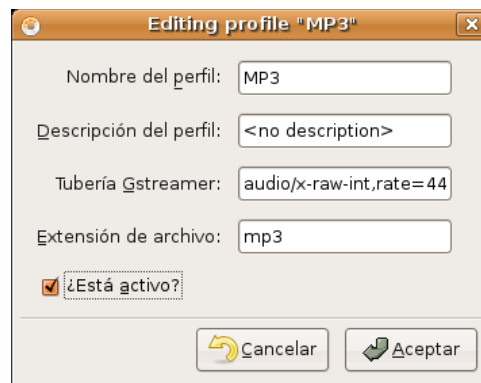 Editing profile "MP3"
Nombre del perfil: MP3
Descripción del perfil: <no description>
Tubería Gstreamer: audio/x-raw-int,rate=44
Extensión de archivo: mp3
¿Está activo?
Cancelar Aceptar